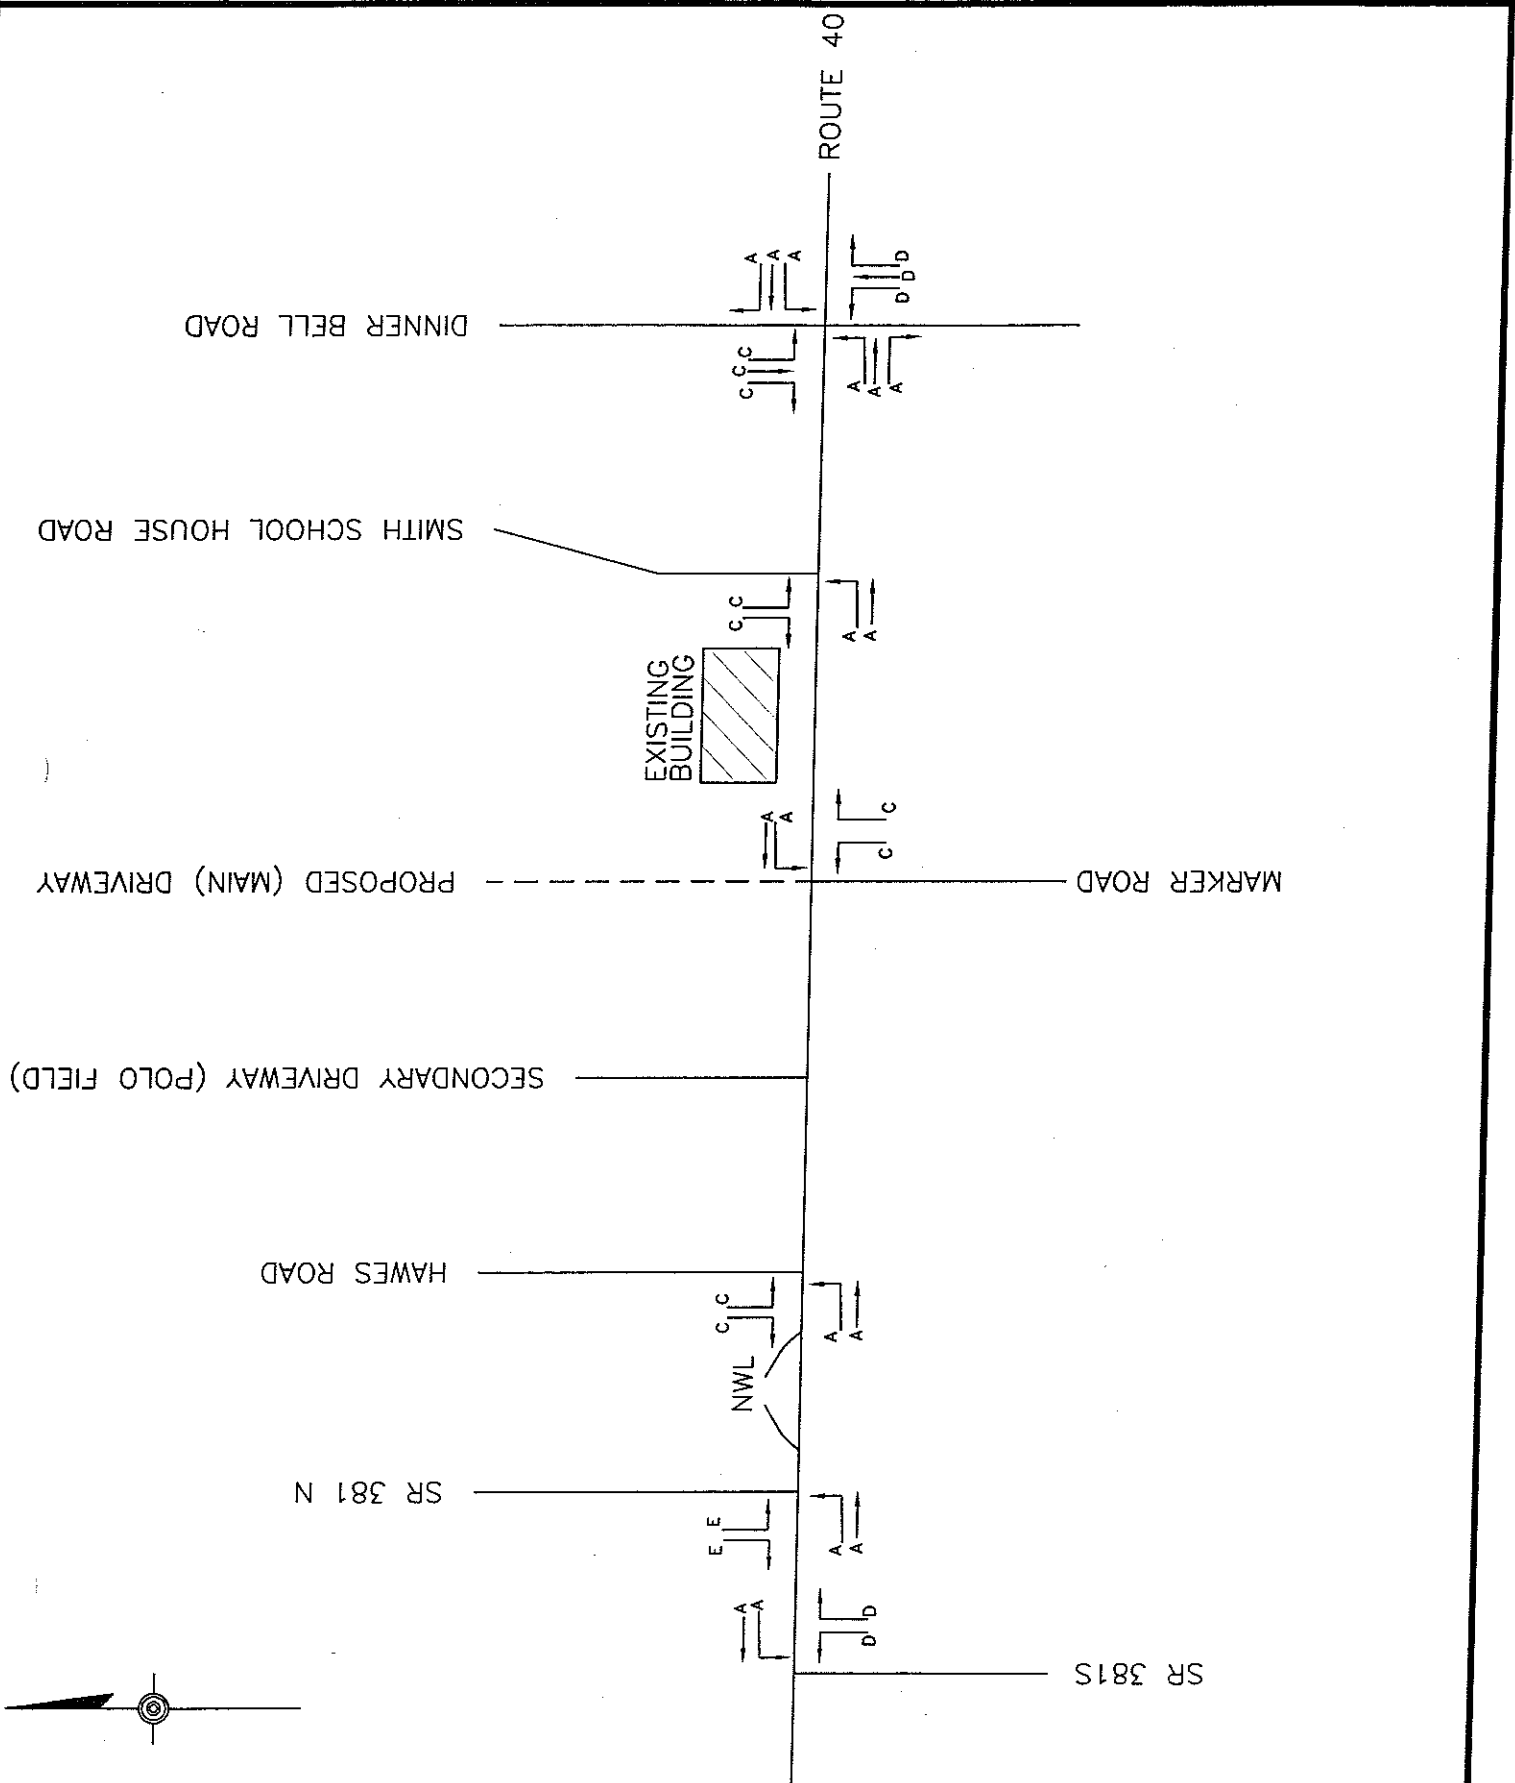 ROUTE 40
A
A
A
D
D
D
DINNER BELL ROAD
C
C
C
A
A
A
SMITH SCHOOL HOUSE ROAD
C
C
A
A
EXISTING
BUILDING
A
A
C
C
PROPOSED (MAIN) DRIVEWAY
MARKER ROAD
SECONDARY DRIVEWAY (POLO FIELD)
HAWES ROAD
C
C
A
A
NWL
SR 381 N
E
E
A
A
A
A
D
D
SR 381S